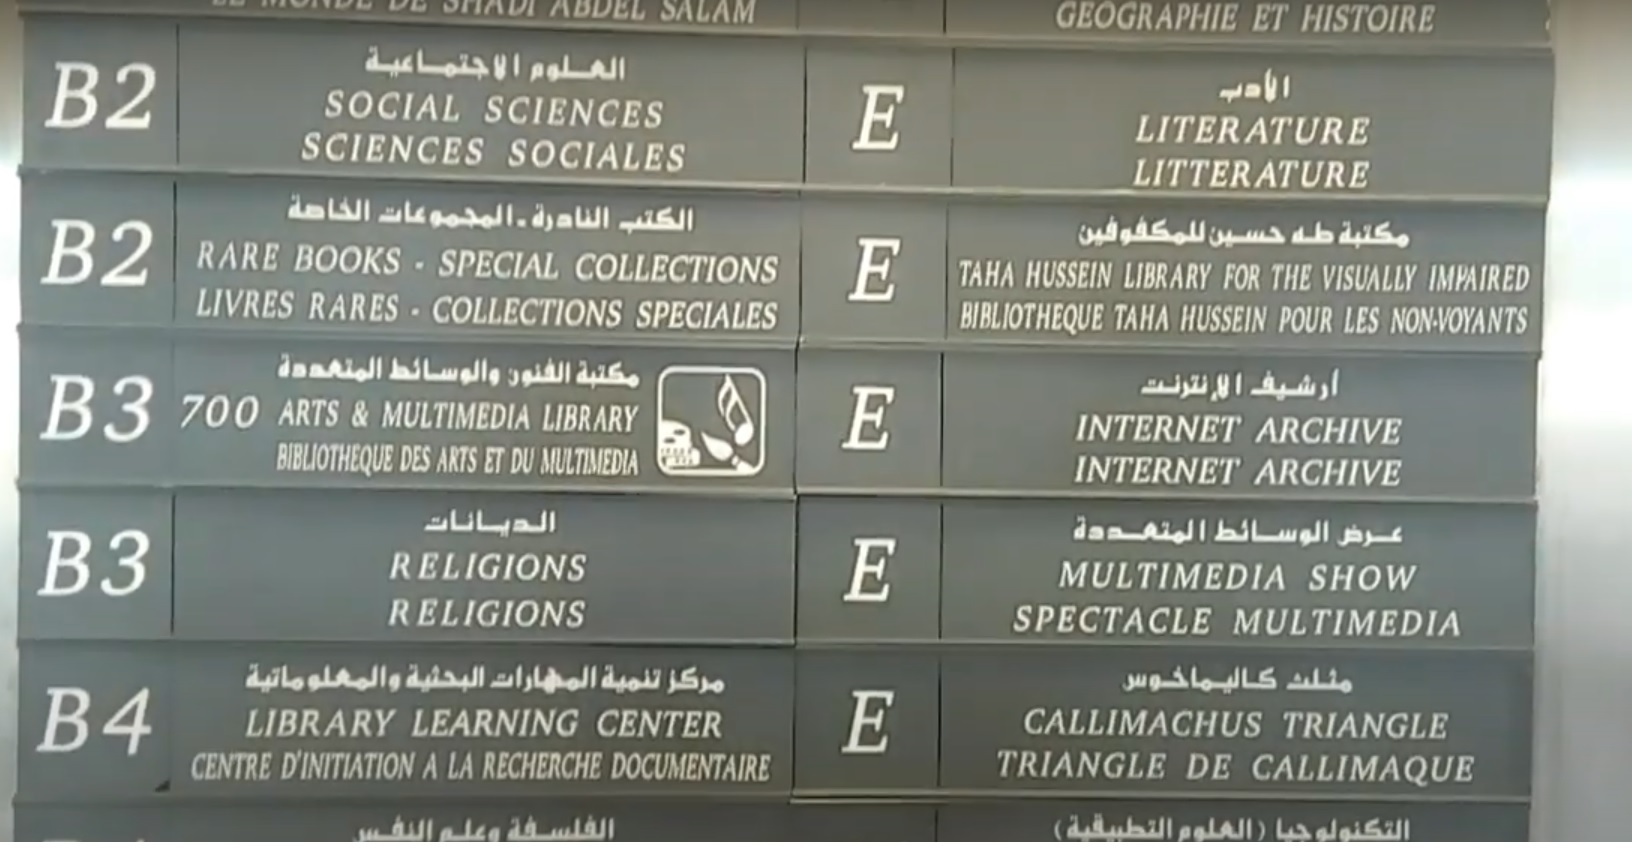 LE MONDE DE SHADI ABDEL SALAM
B2
العلوم الاجتماعية
SOCIAL SCIENCES
SCIENCES SOCIALES
B2
الكتب النادرة - المجموعات الخاصة
RARE BOOKS - SPECIAL COLLECTIONS
LIVRES RARES - COLLECTIONS SPECIALES
B3
700
مكتبة الفنون والوسائط المتعددة
ARTS & MULTIMEDIA LIBRARY
BIBLIOTHEQUE DES ARTS ET DU MULTIMEDIA
B3
الديانات
RELIGIONS
RELIGIONS
B4
مركز تنمية المهارات البحثية والمعلوماتية
LIBRARY LEARNING CENTER
CENTRE D'INITIATION A LA RECHERCHE DOCUMENTAIRE
الفلسفة وعلم النفس
GEOGRAPHIE ET HISTOIRE
E
الأدب
LITERATURE
LITTERATURE
E
مكتبة طه حسين للمكفوفين
TAHA HUSSEIN LIBRARY FOR THE VISUALLY IMPAIRED
BIBLIOTHEQUE TAHA HUSSEIN POUR LES NON-VOYANTS
E
أرشيف الإنترنت
INTERNET ARCHIVE
INTERNET ARCHIVE
E
عرض الوسائط المتعددة
MULTIMEDIA SHOW
SPECTACLE MULTIMEDIA
E
مثلث كاليماخوس
CALLIMACHUS TRIANGLE
TRIANGLE DE CALLIMAQUE
التكنولوجيا (العلوم التطبيقية)